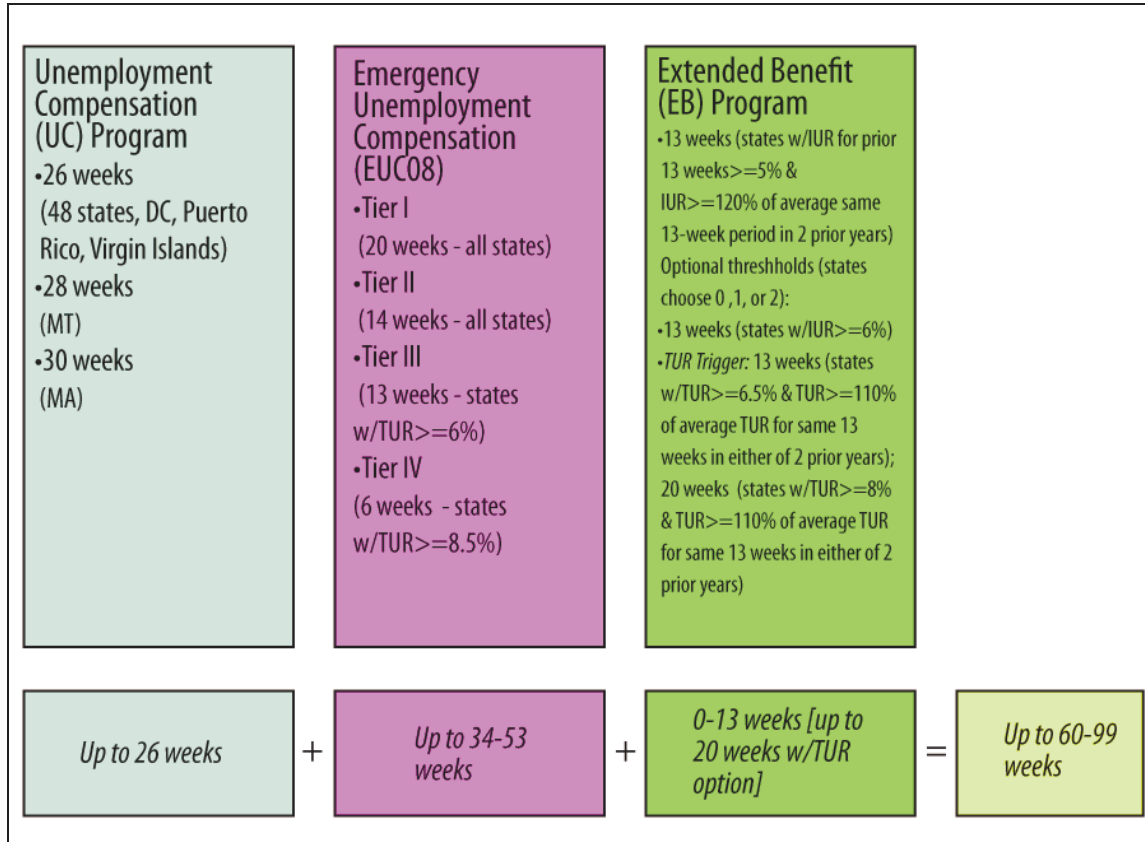 Unemployment
Compensation
(UC) Program
•26 weeks
(48 states, DC, Puerto
Rico, Virgin Islands)
•28 weeks
(MT)
•30 weeks
(MA)
Emergency
Unemployment
Compensation
(EUC08)
•Tier I
(20 weeks - all states)
•Tier II
(14 weeks - all states)
•Tier III
(13 weeks - states
w/TUR>=6%)
•Tier IV
(6 weeks - states
w/TUR>=8.5%)
Extended Benefit
(EB) Program
•13 weeks (states w/IUR for prior
13 weeks>=5% &
IUR>=120% of average same
13-week period in 2 prior years)
Optional threshholds (states
choose 0 ,1, or 2):
•13 weeks (states w/IUR>=6%)
•TUR Trigger: 13 weeks (states
w/TUR>=6.5% & TUR>=110%
of average TUR for same 13
weeks in either of 2 prior years);
20 weeks (states w/TUR>=8%
& TUR>=110% of average TUR
for same 13 weeks in either of 2
prior years)
Up to 26 weeks
+
Up to 34-53
weeks
+
0-13 weeks [up to
20 weeks w/TUR
option]
=
Up to 60-99
weeks